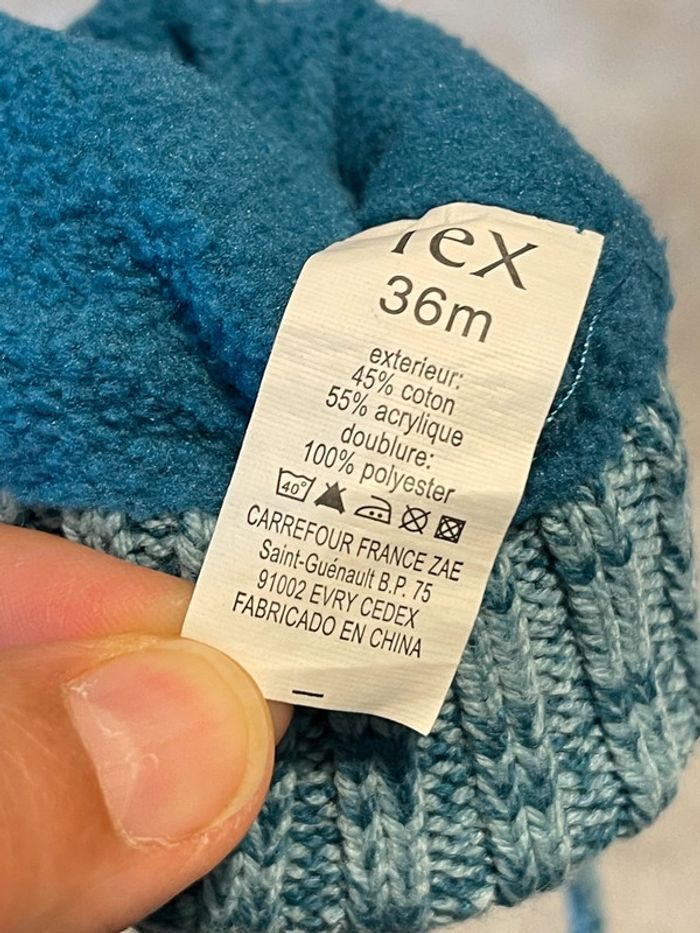 Tex
36m
exterieur:
45% coton
55% acrylique
doublure:
100% polyester
40°
CARREFOUR FRANCE ZAE
Saint-Guénault B.P. 75
91002 EVRY CEDEX
FABRICADO EN CHINA